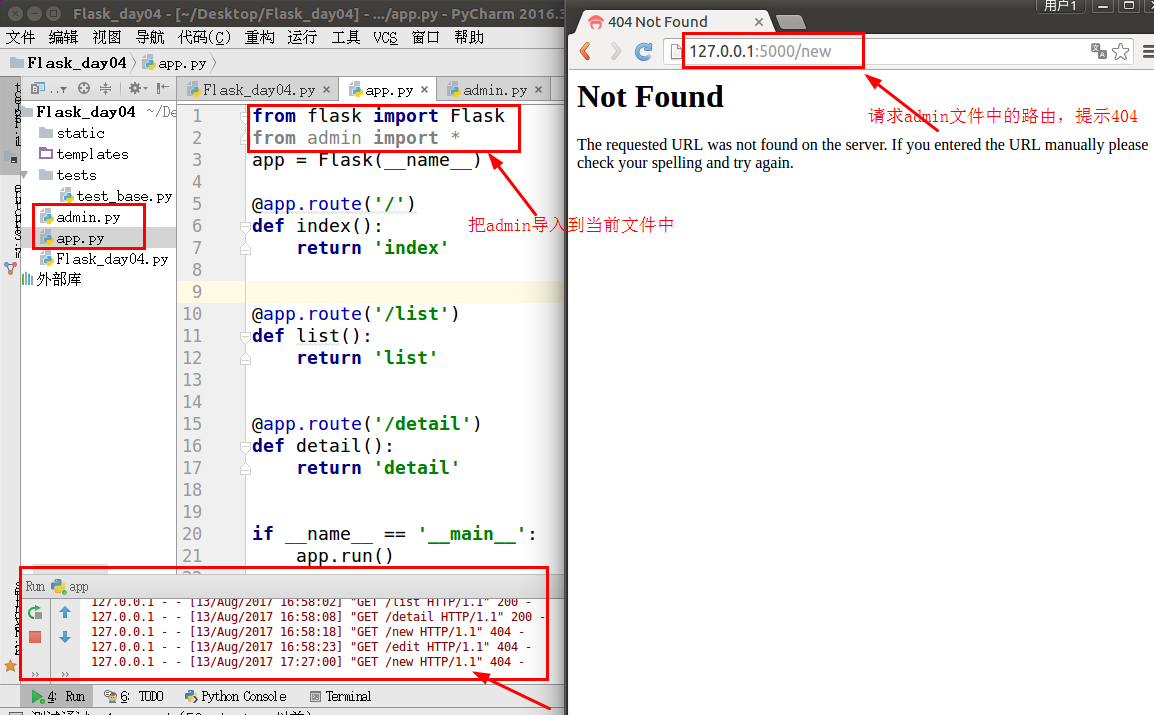 Flask_day04 - [~/Desktop/Flask_day04] - .../app.py - PyCharm 2016.3
文件 编辑 视图 导航 代码(C) 重构 运行 工具 VCS 窗口 帮助
Flask_day04 app.py
Flask_day04.py × app.py × admin.py ×
Flask_day04 ~/De
static
templates
tests
test_base.py
admin.py
app.py
Flask_day04.py
外部库
1 from flask import Flask
2 from admin import *
3 app = Flask(__name__)
4
5 @app.route('/')
6 def index():
7 return 'index'
8
9
10 @app.route('/list')
11 def list():
12 return 'list'
13
14
15 @app.route('/detail')
16 def detail():
17 return 'detail'
18
19
20 if __name__ == '__main__':
21 app.run()
把admin导入到当前文件中
Run app
127.0.0.1 - - [13/Aug/2017 16:58:02] "GET /list HTTP/1.1" 200 -
127.0.0.1 - - [13/Aug/2017 16:58:08] "GET /detail HTTP/1.1" 200 -
127.0.0.1 - - [13/Aug/2017 16:58:18] "GET /new HTTP/1.1" 404 -
127.0.0.1 - - [13/Aug/2017 16:58:23] "GET /edit HTTP/1.1" 404 -
127.0.0.1 - - [13/Aug/2017 17:27:00] "GET /new HTTP/1.1" 404 -
4: Run 6: TODO Python Console Terminal
用户1
404 Not Found ×
127.0.0.1:5000/new
Not Found
请求admin文件中的路由，提示404
The requested URL was not found on the server. If you entered the URL manually please
check your spelling and try again.